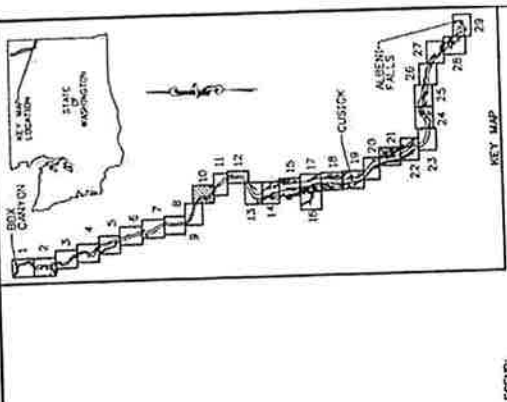 BOX
CANYON
KEY MAP
LOCATION
STATE
OF
WASHINGTON
1
2
3
4
5
6
7
8
9
10
11
12
13
14
15
16
17
18
CUSICK
19
20
21
22
23
24
25
26
27
28
29
ALBENI
FALLS
KEY MAP